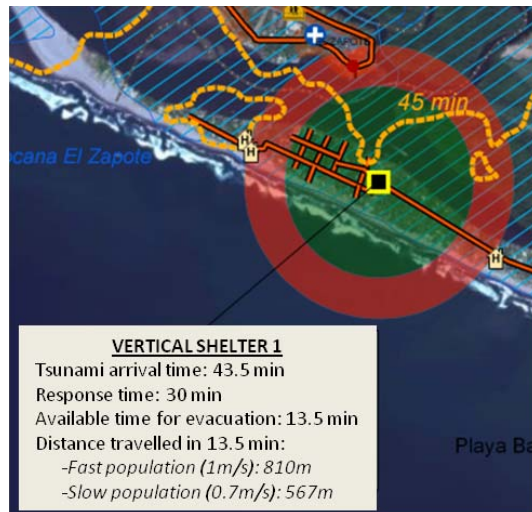 ZAPOTE
45 min
ocana El Zapote
H
H
H
VERTICAL SHELTER 1
Tsunami arrival time: 43.5 min
Response time: 30 min
Available time for evacuation: 13.5 min
Distance travelled in 13.5 min:
-Fast population (1m/s): 810m
-Slow population (0.7m/s): 567m
Playa Ba